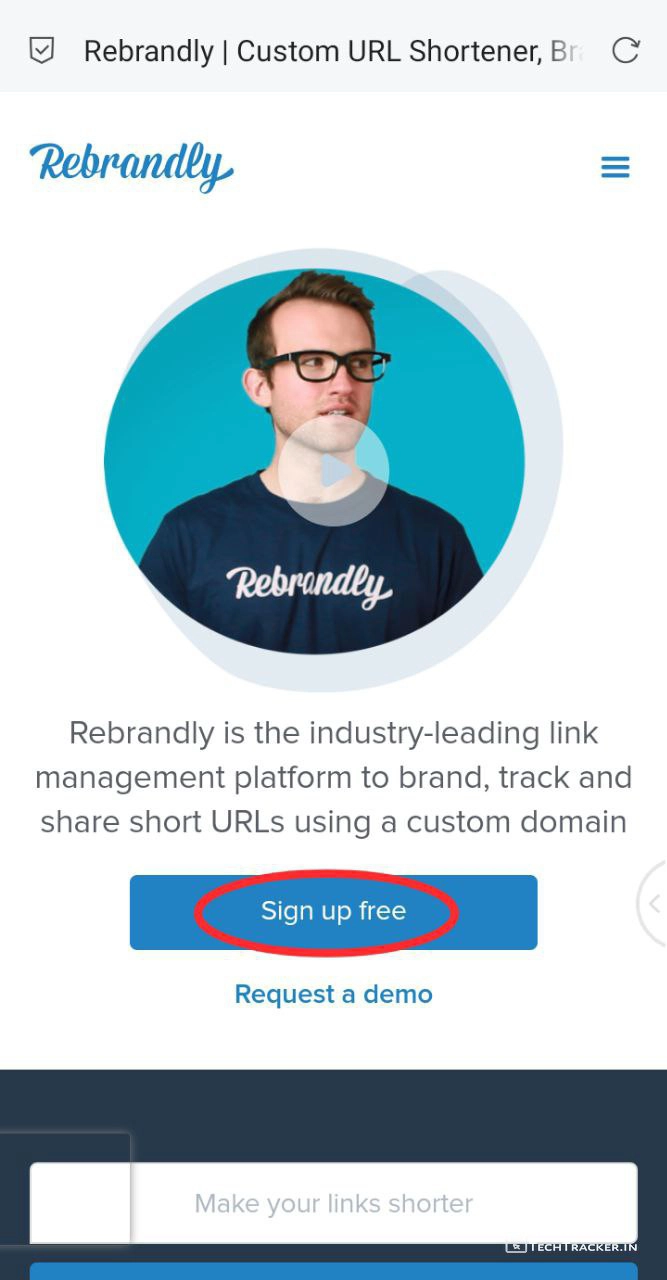 Rebrandly | Custom URL Shortener, Bra
Rebrandly
Rebrandly
Rebrandly is the industry-leading link
management platform to brand, track and
share short URLs using a custom domain
Sign up free
Request a demo
Make your links shorter
TECHTRACKER.IN